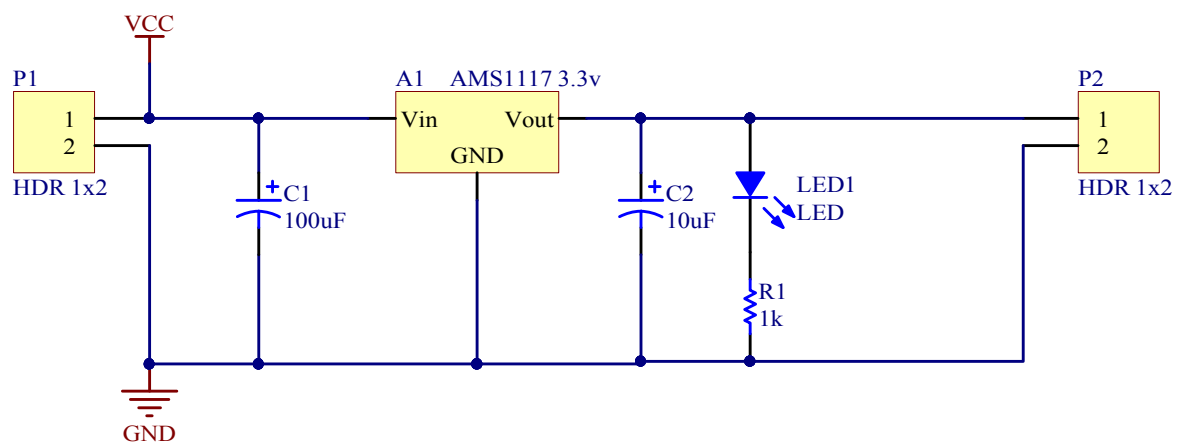 VCC
P1
1
2
HDR 1x2
+
C1
100uF
A1 AMS1117 3.3v
Vin Vout
GND
+
C2
10uF
LED1
LED
R1
1k
P2
1
2
HDR 1x2
GND